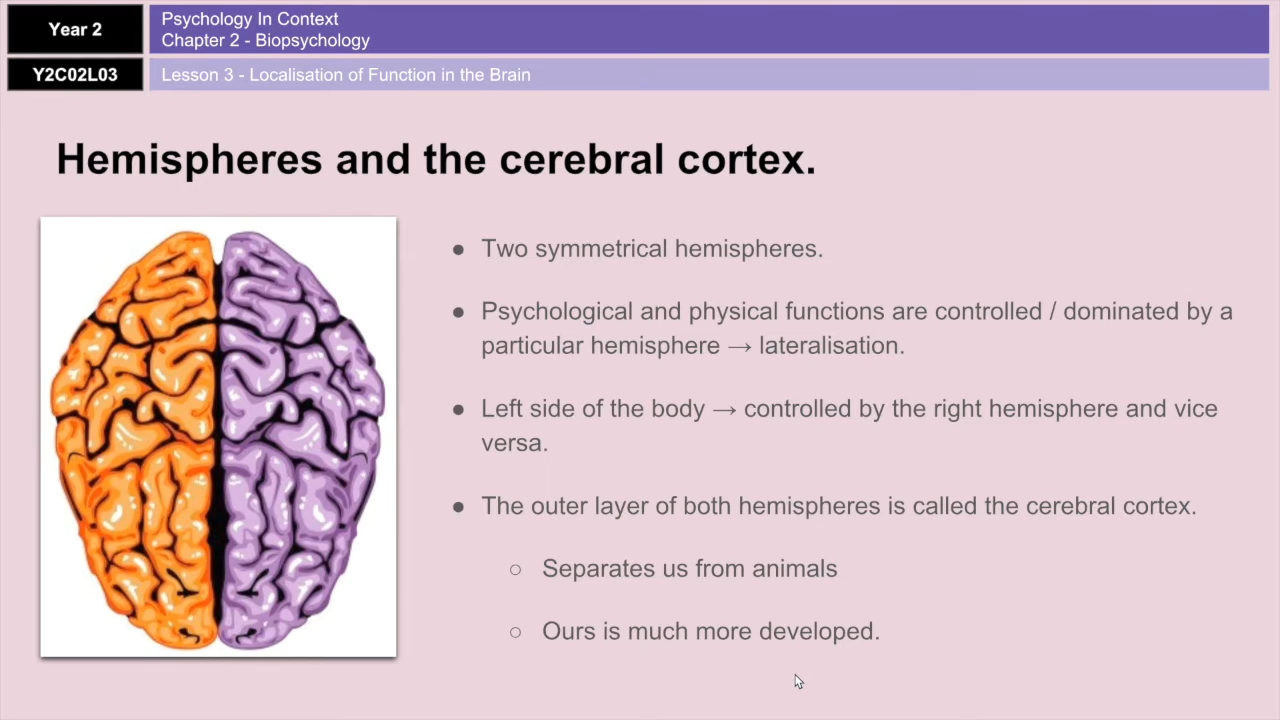 Year 2
Psychology In Context
Chapter 2 - Biopsychology
Y2C02L03
Lesson 3 - Localisation of Function in the Brain
Hemispheres and the cerebral cortex.
● Two symmetrical hemispheres.
● Psychological and physical functions are controlled / dominated by a
particular hemisphere → lateralisation.
● Left side of the body → controlled by the right hemisphere and vice
versa.
● The outer layer of both hemispheres is called the cerebral cortex.
○ Separates us from animals
○ Ours is much more developed.